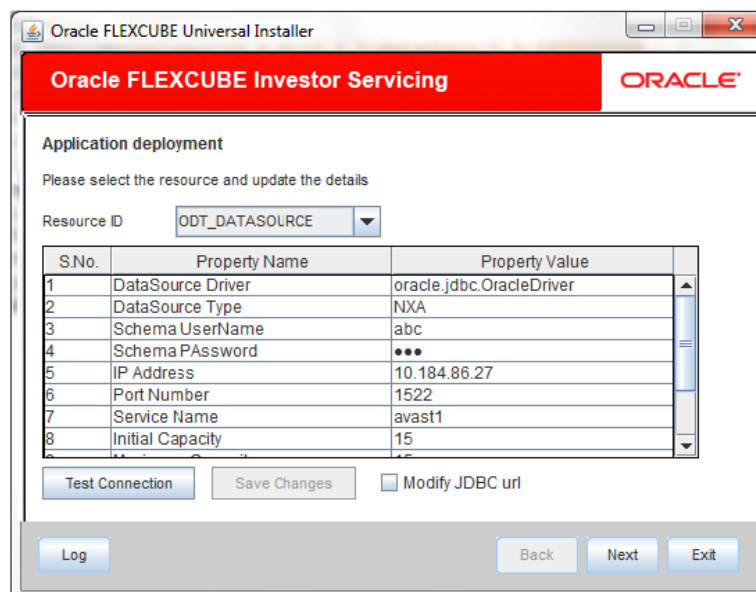 Oracle FLEXCUBE Universal Installer
Oracle FLEXCUBE Investor Servicing
ORACLE
Application deployment
Please select the resource and update the details
Resource ID ODT_DATASOURCE
S.No. Property Name Property Value
1 DataSource Driver oracle.jdbc.OracleDriver
2 DataSource Type NXA
3 Schema UserName abc
4 Schema PAssword •••
5 IP Address 10.184.86.27
6 Port Number 1522
7 Service Name avast1
8 Initial Capacity 15
Test Connection Save Changes Modify JDBC url
Log Back Next Exit